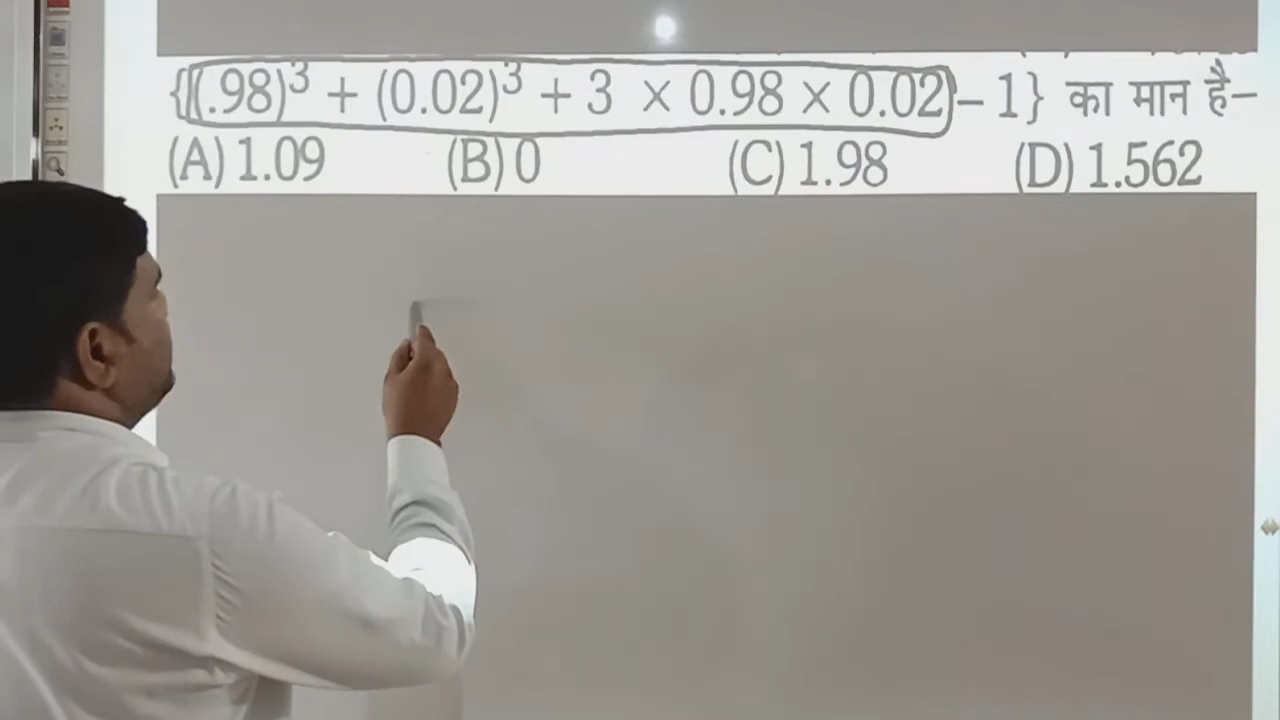 {(.98)³ + (0.02)³ + 3 × 0.98 × 0.02 – 1} का मान है–
(A) 1.09 (B) 0 (C) 1.98 (D) 1.562